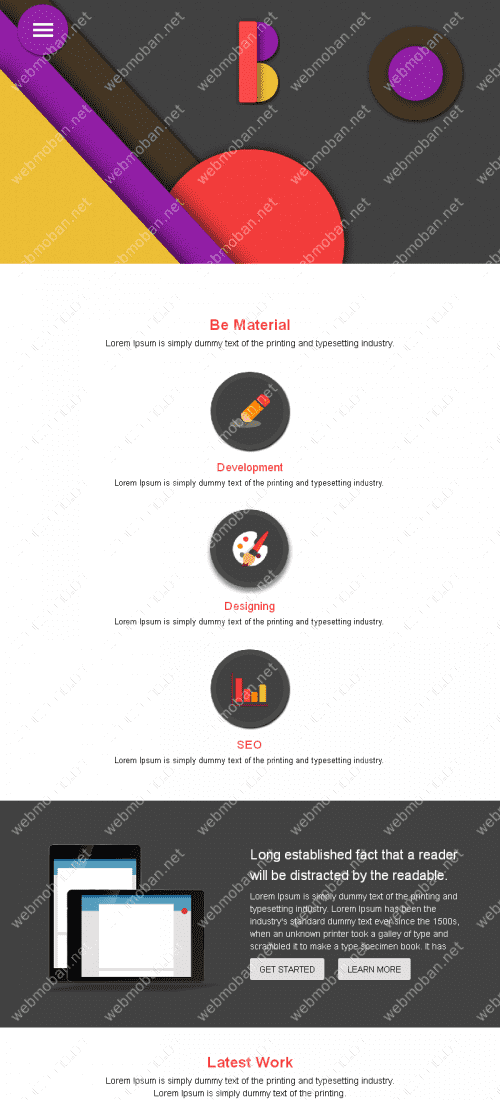 Be Material
Lorem Ipsum is simply dummy text of the printing and typesetting industry.
Development
Lorem Ipsum is simply dummy text of the printing and typesetting industry.
Designing
Lorem Ipsum is simply dummy text of the printing and typesetting industry.
SEO
Lorem Ipsum is simply dummy text of the printing and typesetting industry.
Long established fact that a reader
will be distracted by the readable.
Lorem Ipsum is simply dummy text of the printing and
typesetting industry. Lorem Ipsum has been the
industry's standard dummy text ever since the 1500s,
when an unknown printer took a galley of type and
scrambled it to make a type specimen book. It has
GET STARTED LEARN MORE
Latest Work
Lorem Ipsum is simply dummy text of the printing and typesetting industry.
Lorem Ipsum is simply dummy text of the printing.
webmoban.net